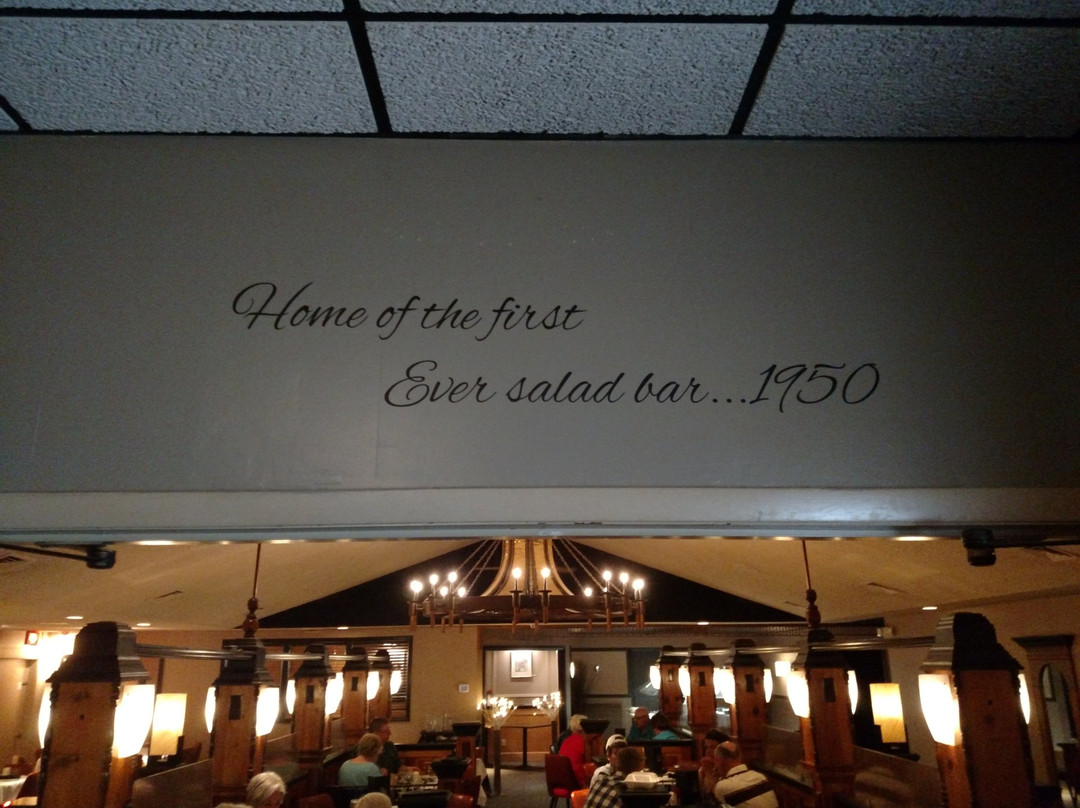 Home of the first
Ever salad bar...1950